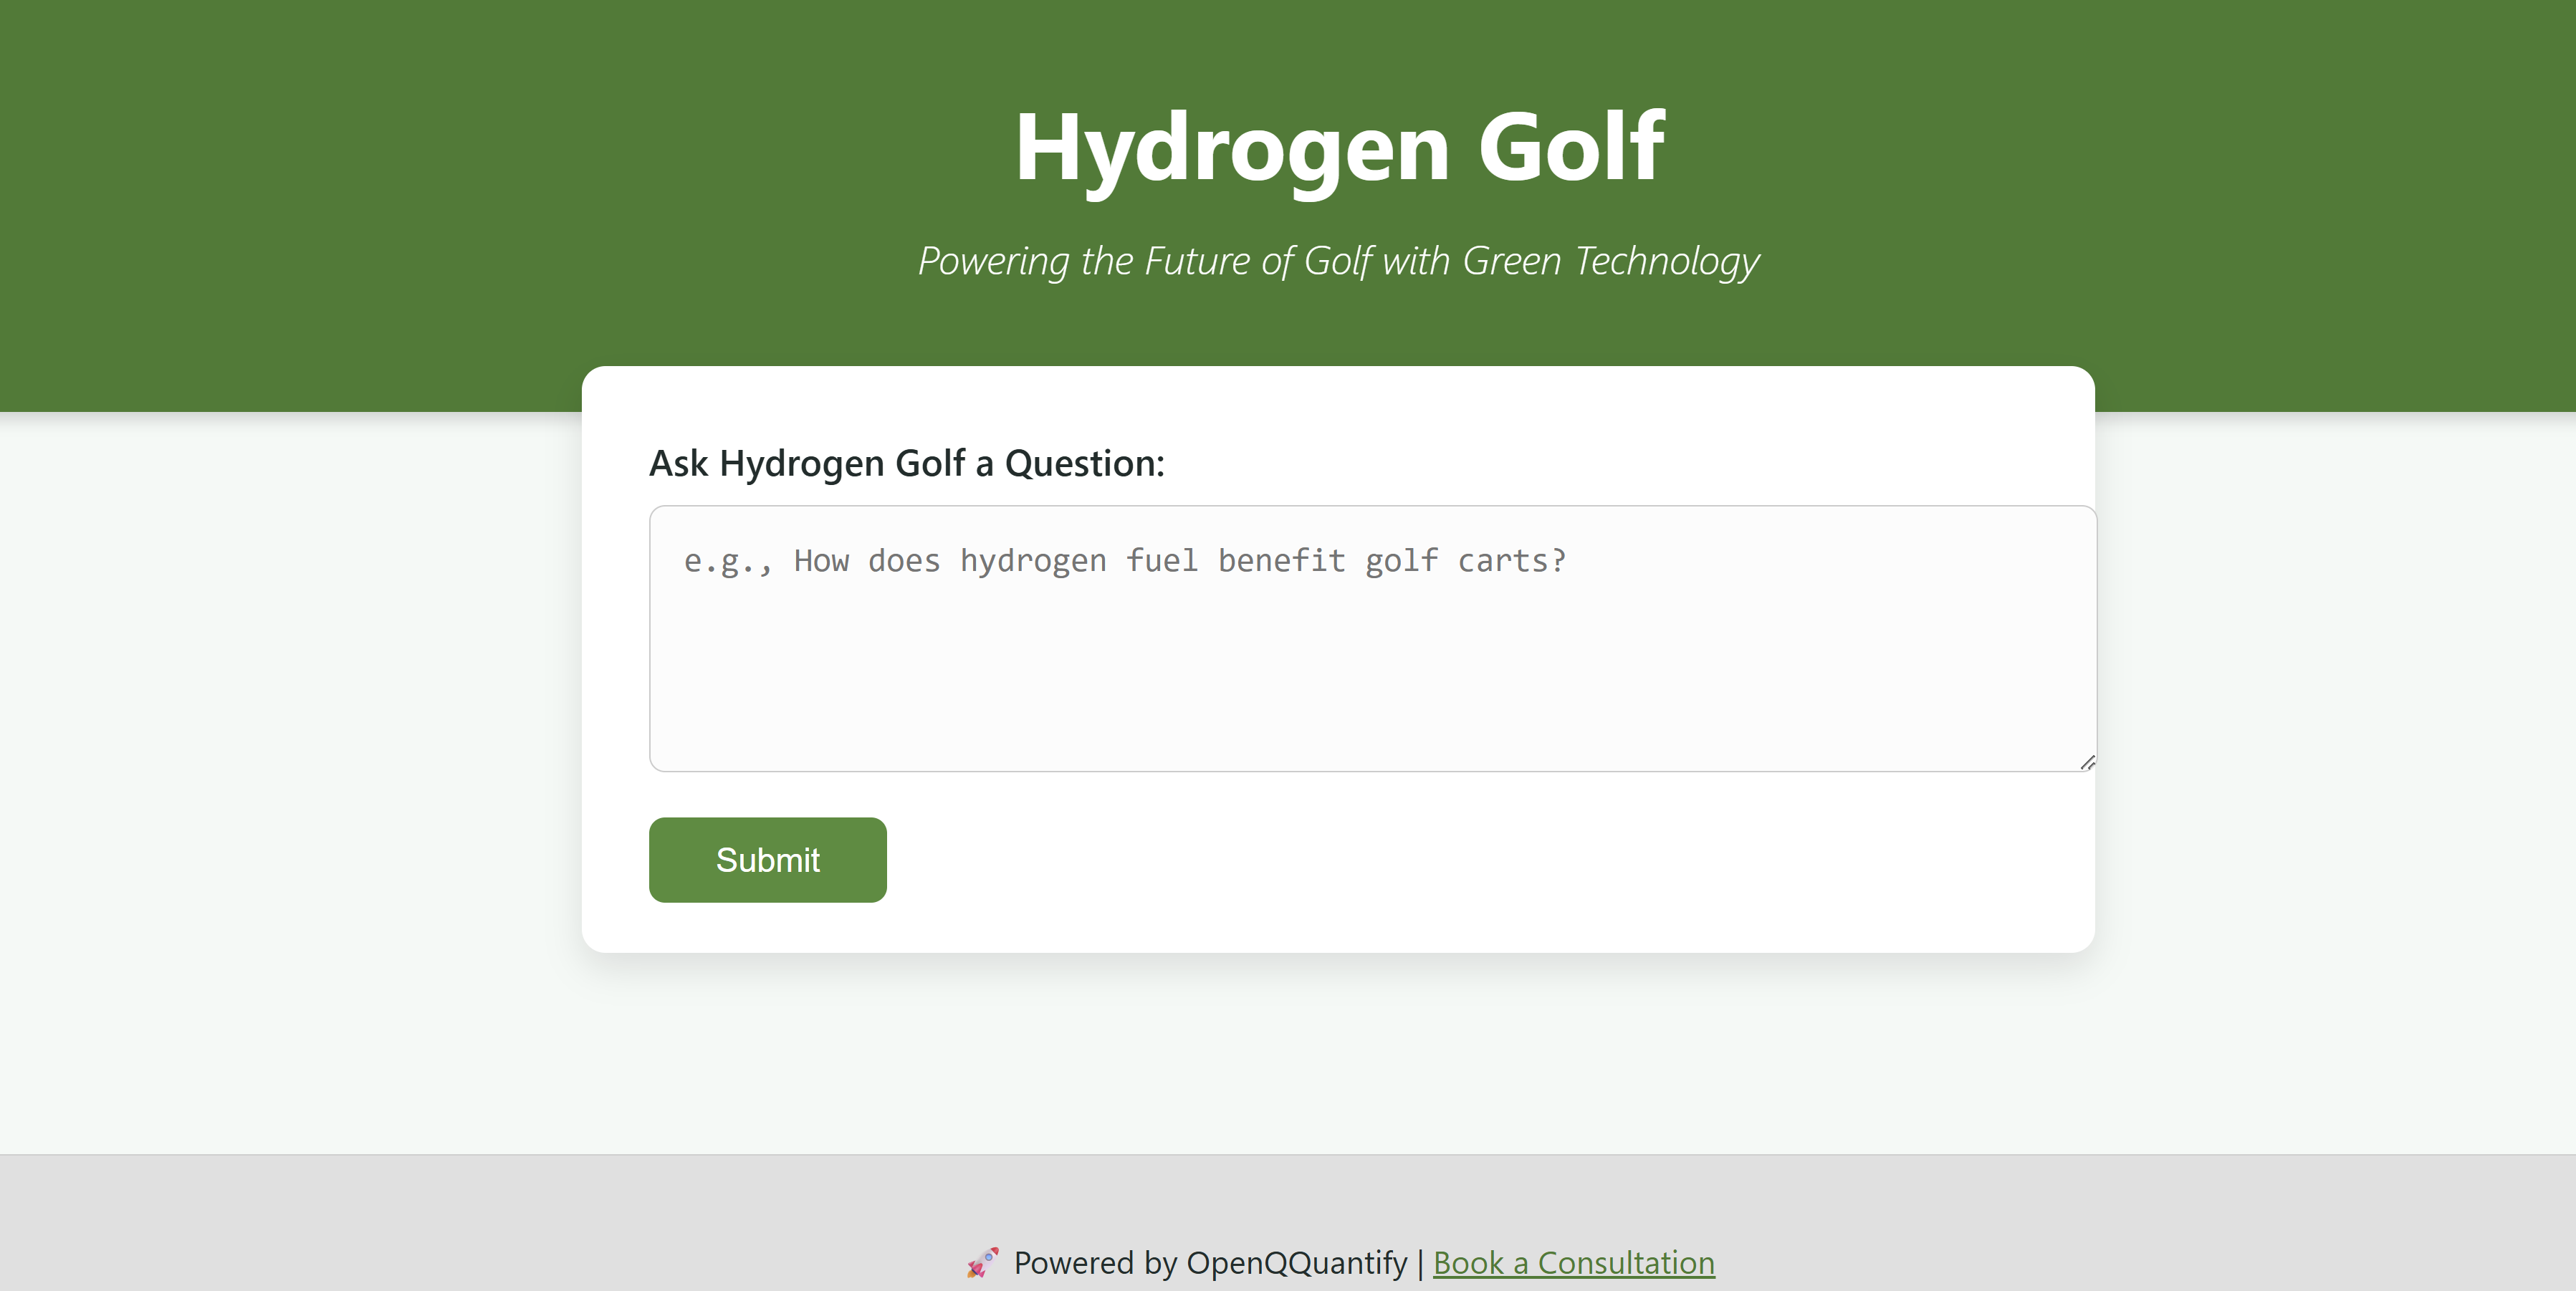 Hydrogen Golf
Powering the Future of Golf with Green Technology
Ask Hydrogen Golf a Question:
e.g., How does hydrogen fuel benefit golf carts?
Submit
🚀 Powered by OpenQQuantify | Book a Consultation